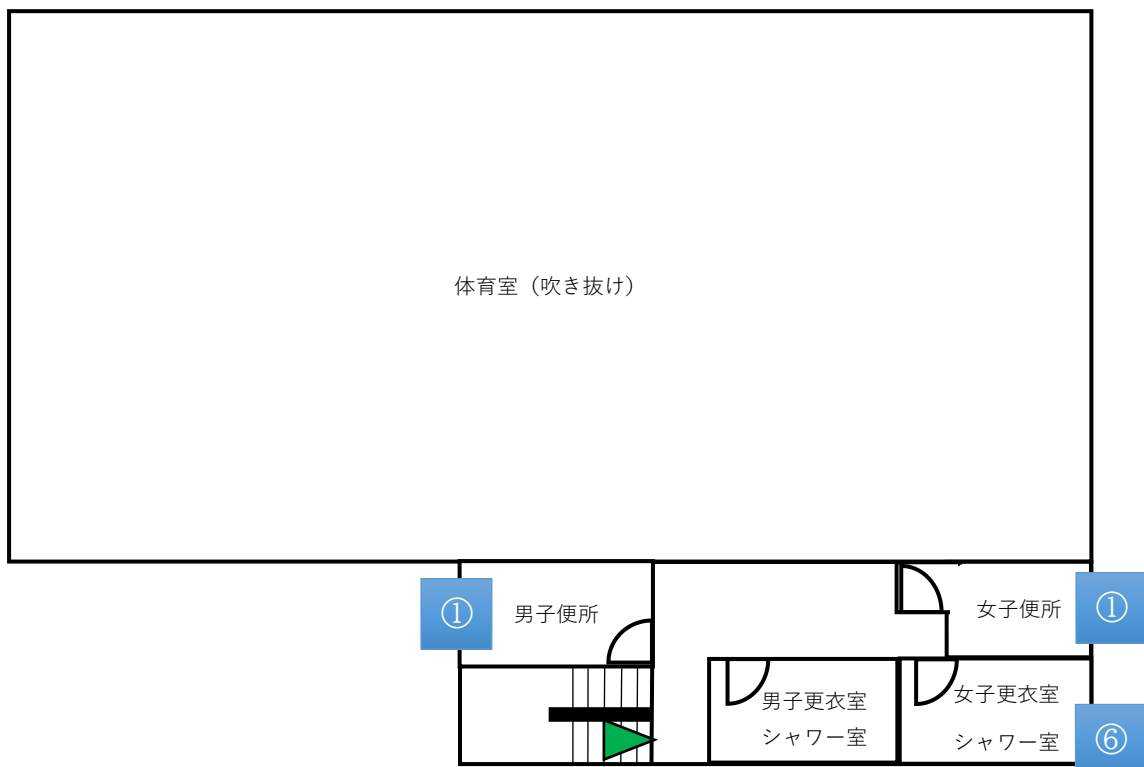 体育室（吹き抜け）
①
男子便所
女子便所
①
男子更衣室
シャワー室
女子更衣室
シャワー室
⑥